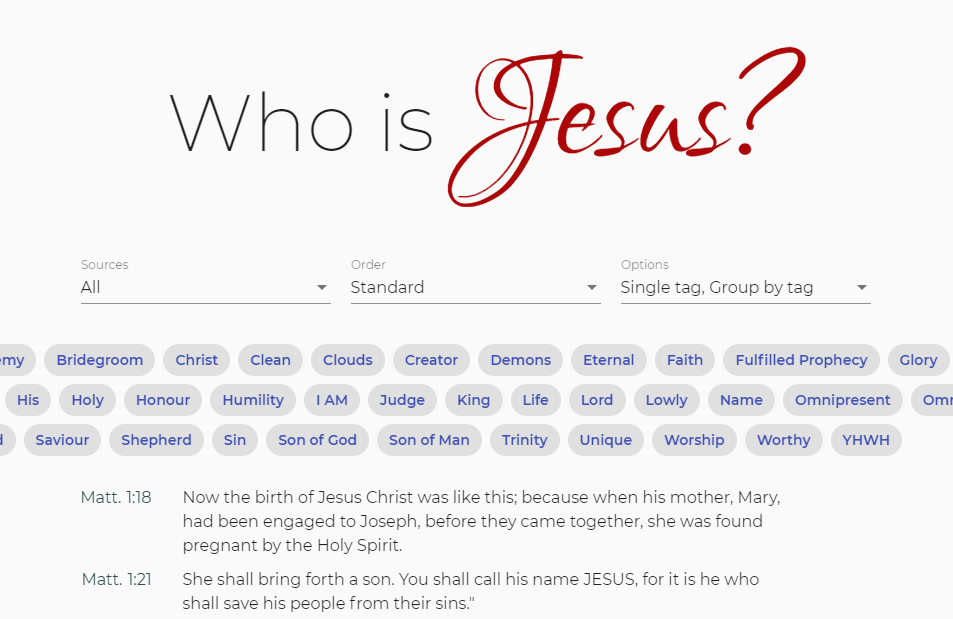 Who is Jesus?
Sources Order Options
All Standard Single tag, Group by tag
Bridegroom Christ Clean Clouds Creator Demons Eternal Faith Fulfilled Prophecy Glory
His Holy Honour Humility I AM Judge King Life Lord Lowly Name Omnipresent
Saviour Shepherd Sin Son of God Son of Man Trinity Unique Worship Worthy YHWH
Matt. 1:18 Now the birth of Jesus Christ was like this; because when his mother, Mary,
had been engaged to Joseph, before they came together, she was found
pregnant by the Holy Spirit.
Matt. 1:21 She shall bring forth a son. You shall call his name JESUS, for it is he who
shall save his people from their sins."